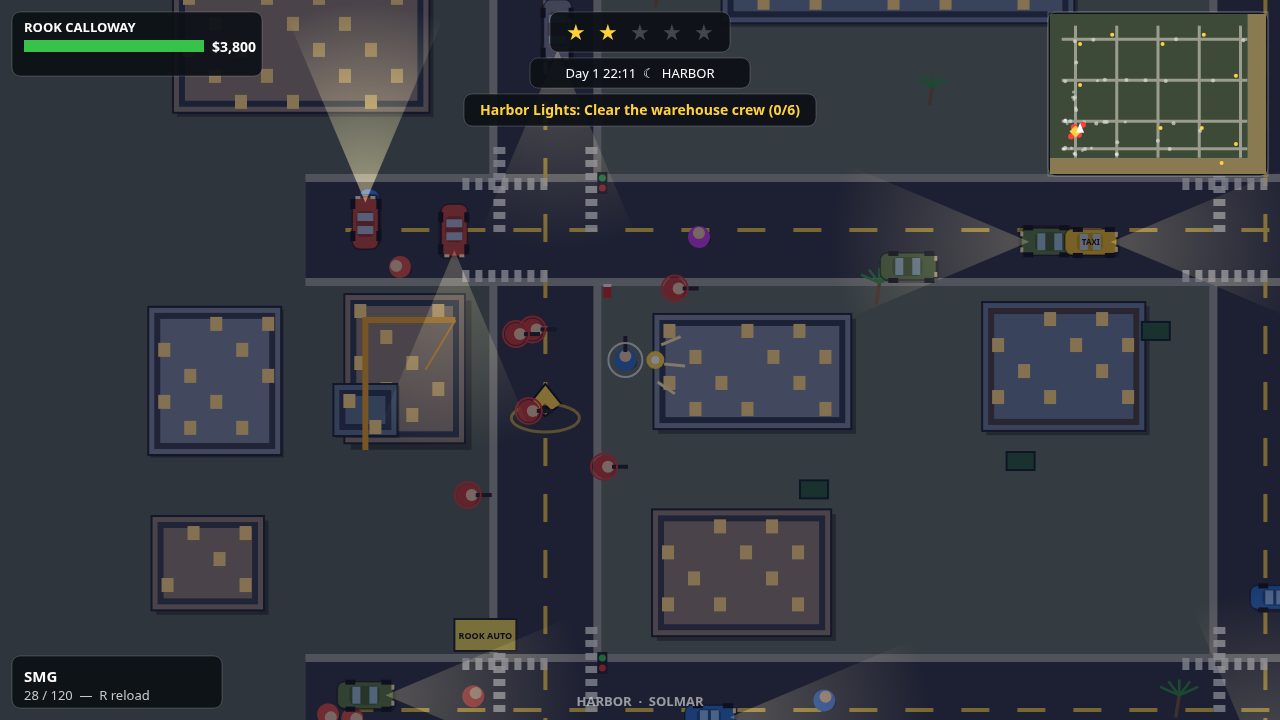 ROOK CALLOWAY
$3,800
Day 1 22:11 ☾ HARBOR
Harbor Lights: Clear the warehouse crew (0/6)
TAXI
ROOK AUTO
SMG
28 / 120 — R reload
HARBOR · SOLMAR